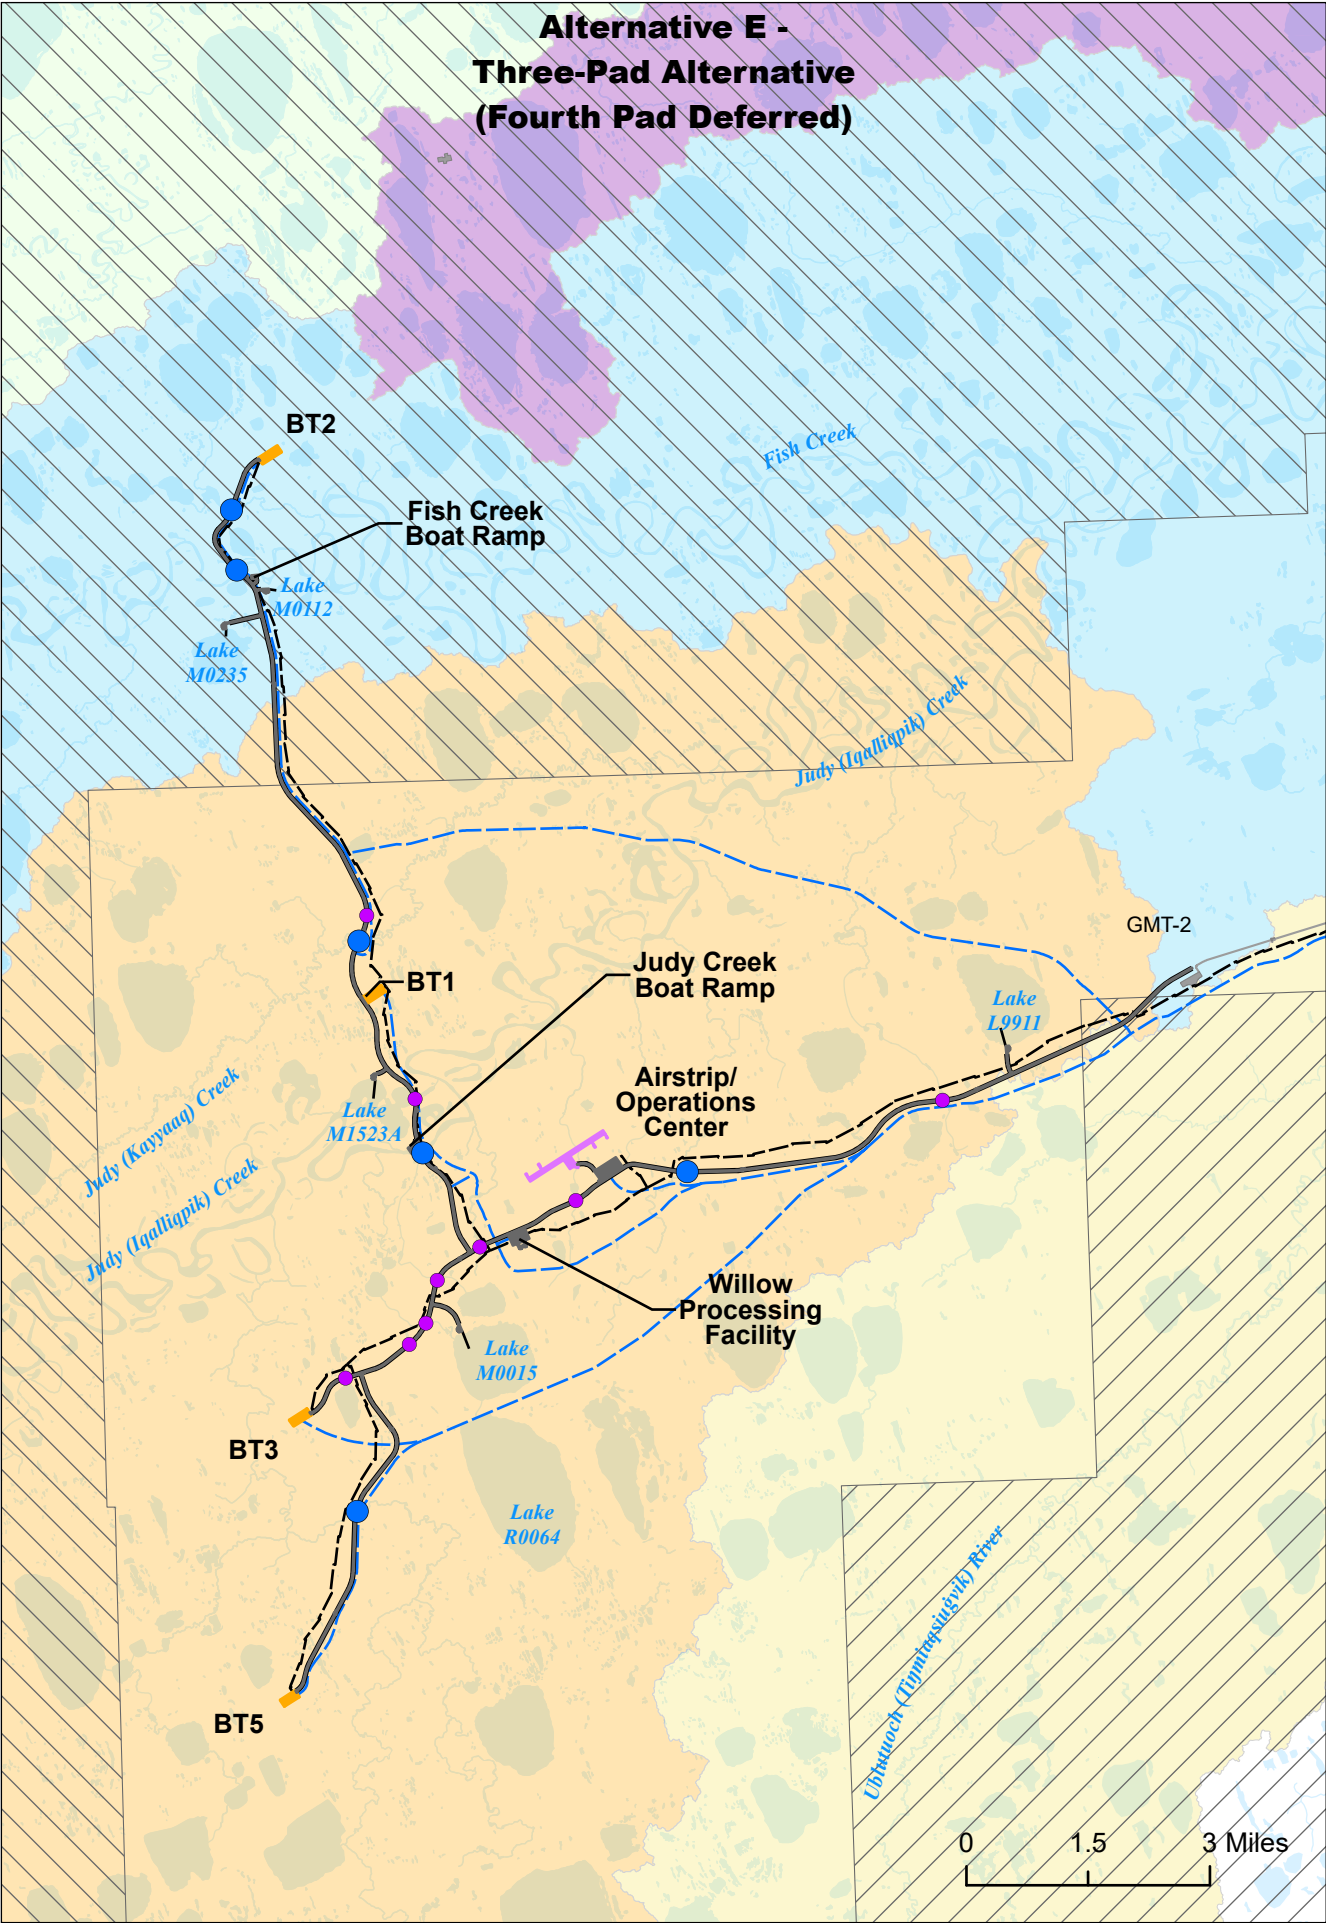 Alternative E -
Three-Pad Alternative
(Fourth Pad Deferred)
BT2
Fish Creek
Fish Creek
Boat Ramp
Lake
M0112
Lake
M0235
Judy (Iqalliqpik) Creek
GMT-2
Judy Creek
Boat Ramp
BT1
Lake
L9911
Airstrip/
Operations
Center
Judy (Kayyaaq) Creek
Lake
M1523A
Judy (Iqalliqpik) Creek
Willow
Processing
Facility
Lake
M0015
BT3
Lake
R0064
Ublutuoch (Tiŋmiaqsiuġvik) River
BT5
0 1.5 3 Miles